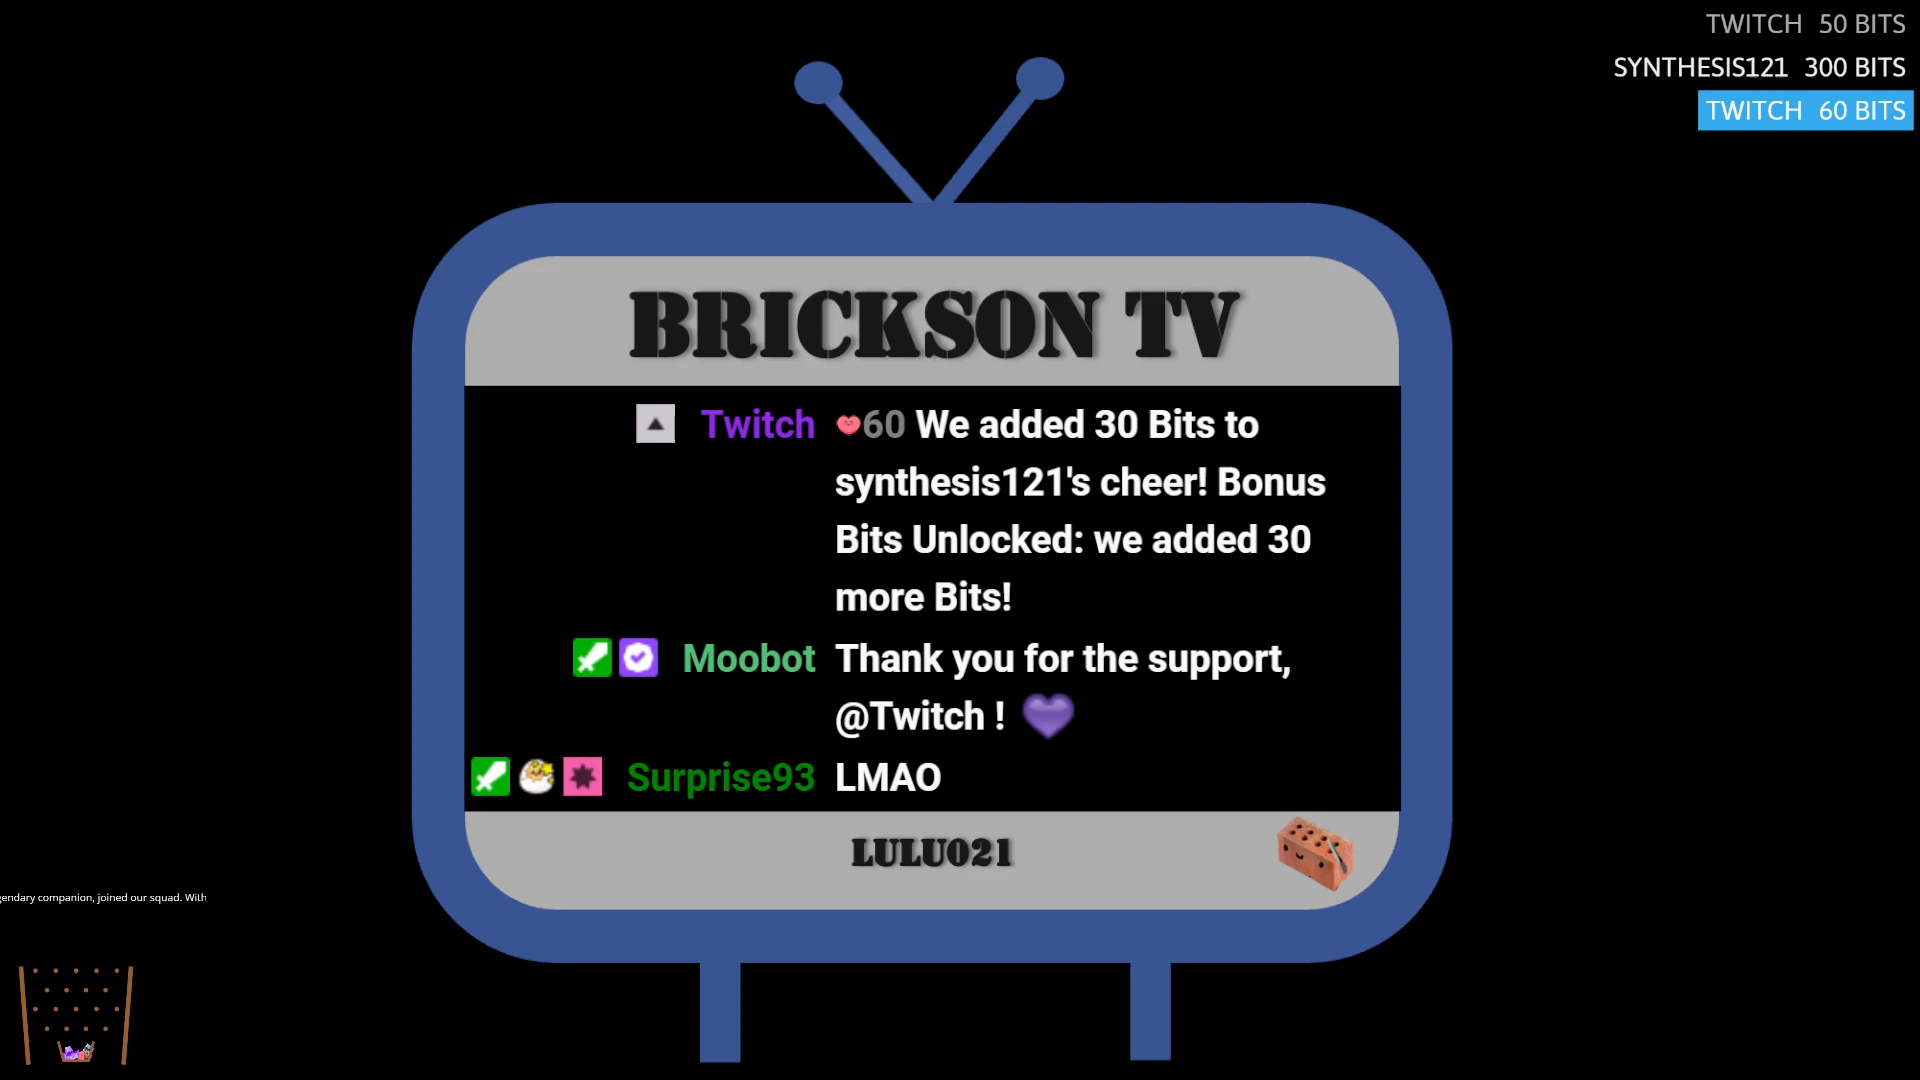 TWITCH 50 BITS
SYNTHESIS121 300 BITS
TWITCH 60 BITS
BRICKSON TV
Twitch 60 We added 30 Bits to
synthesis121's cheer! Bonus
Bits Unlocked: we added 30
more Bits!
Moobot Thank you for the support,
@Twitch !
Surprise93 LMAO
LULU021
companion, joined our squad. With